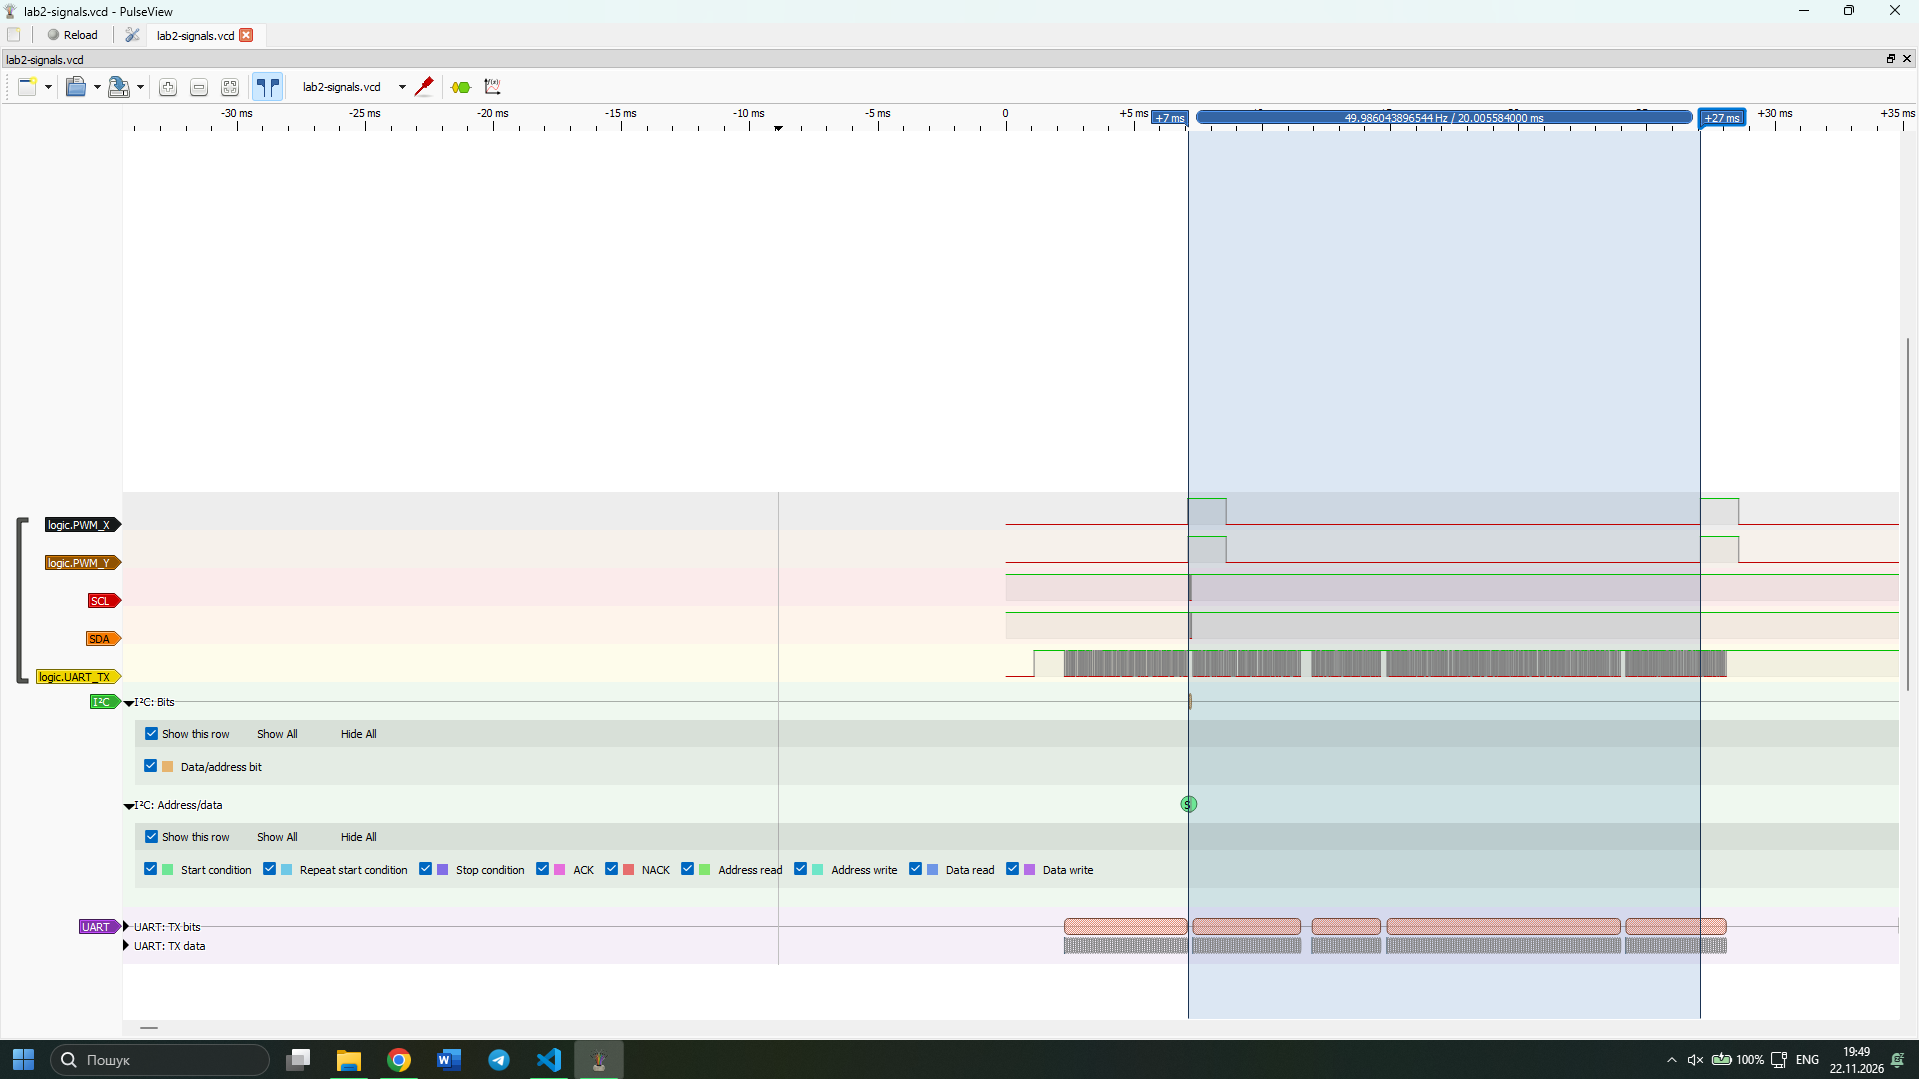 lab2-signals.vcd - PulseView
Reload
lab2-signals.vcd
lab2-signals.vcd
lab2-signals.vcd
-30 ms -25 ms -15 ms -10 ms -5 ms 0 +5 ms +7 ms 49.986043896544 Hz / 20.005584000 ms +27 ms +30 ms +35 ms
logic.PWM_X
logic.PWM_Y
SCL
SDA
logic.UART_TX
I²C
I²C: Bits
Show this row Show All Hide All
Data/address bit
I²C: Address/data
S
Show this row Show All Hide All
Start condition Repeat start condition Stop condition ACK NACK Address read Address write Data read Data write
UART
UART: TX bits
UART: TX data
Пошук
100%
ENG
19:49
22.11.2026